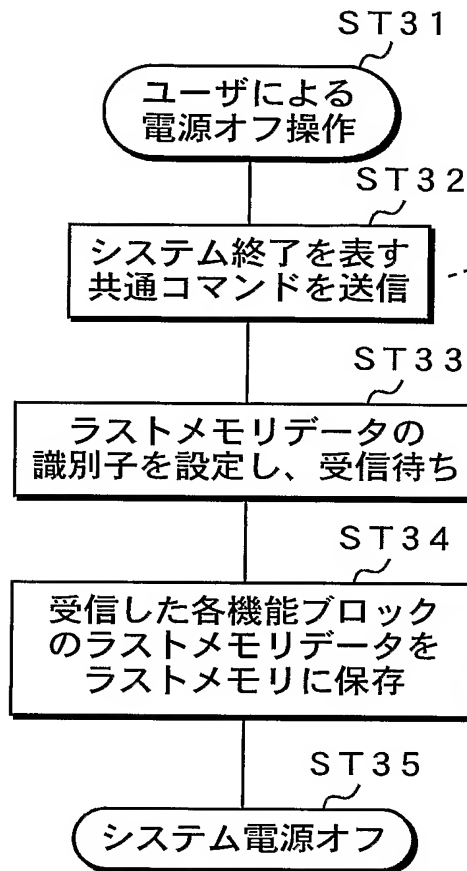 ST31
ユーザによる
電源オフ操作
ST32
システム終了を表す
共通コマンドを送信
ST33
ラストメモリデータの
識別子を設定し、受信待ち
ST34
受信した各機能ブロック
のラストメモリデータを
ラストメモリに保存
ST35
システム電源オフ